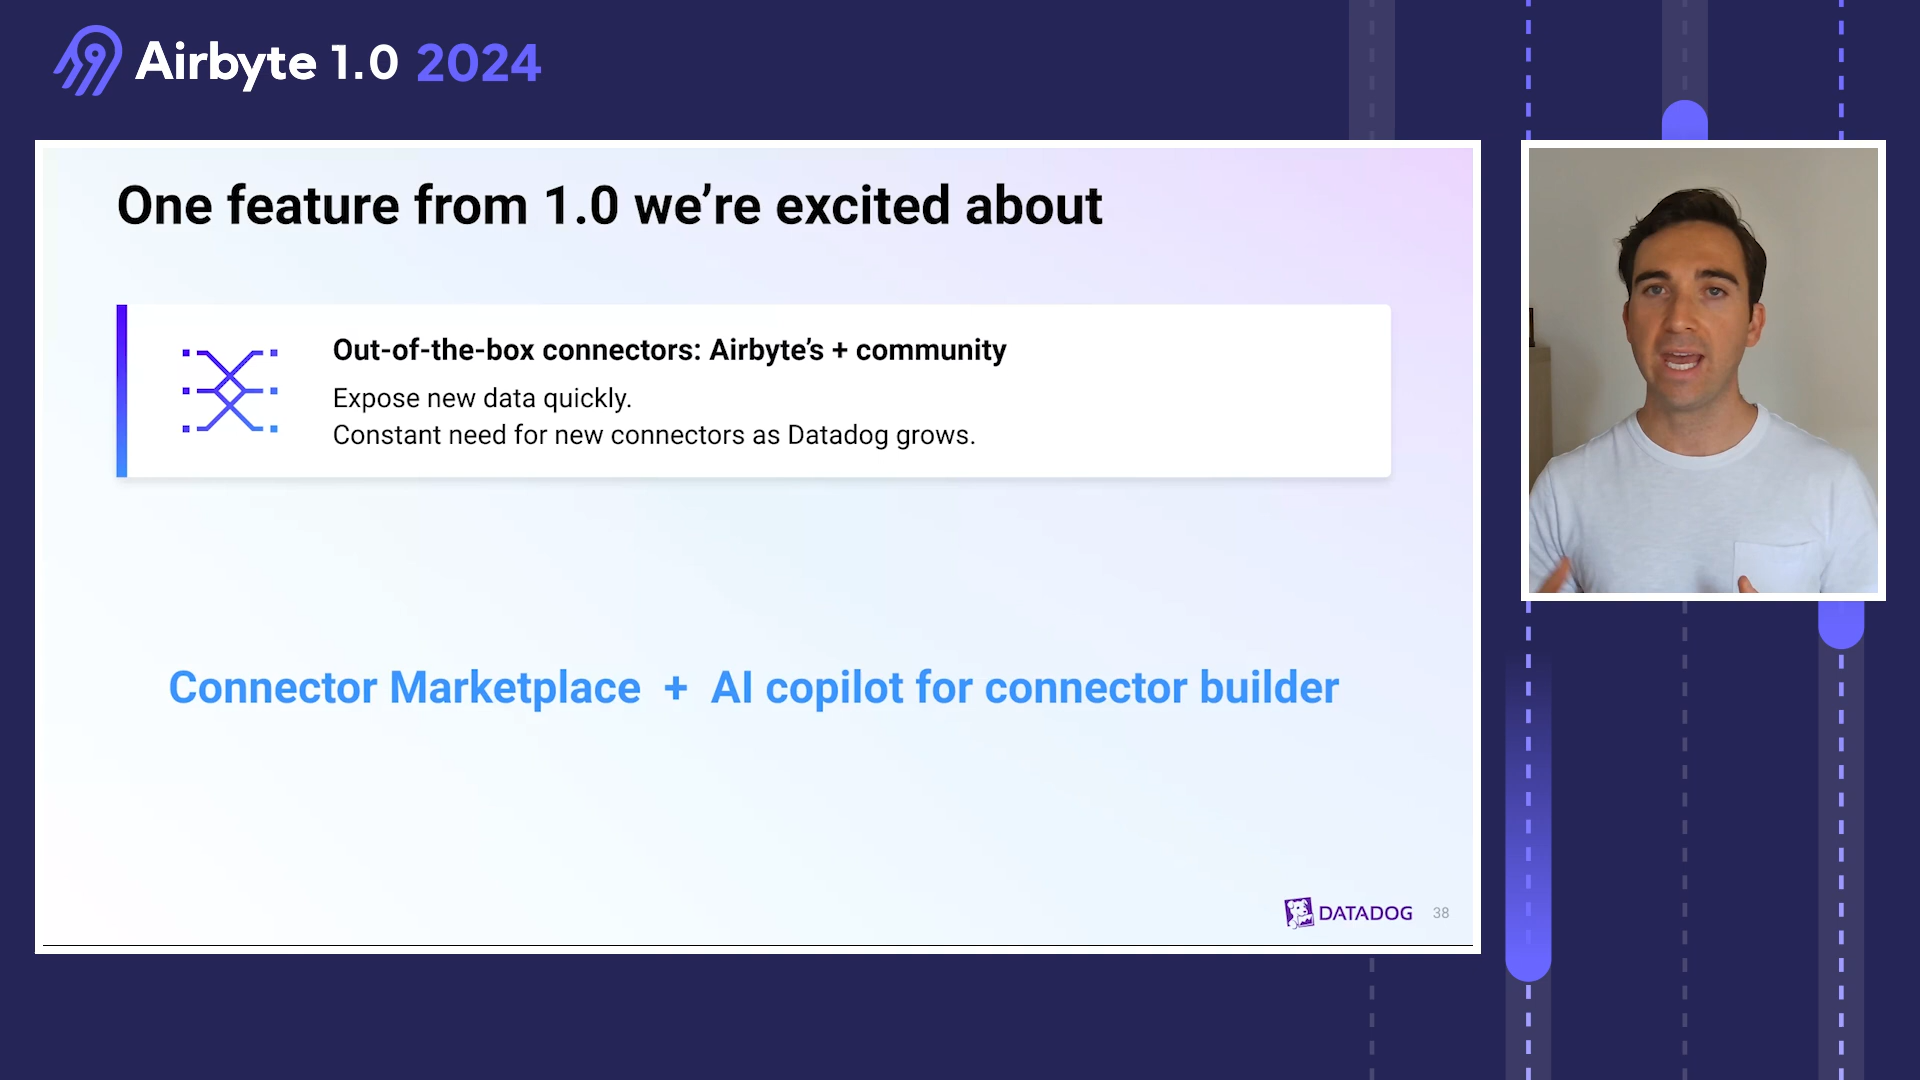 Airbyte 1.0 2024
One feature from 1.0 we’re excited about
Out-of-the-box connectors: Airbyte’s + community
Expose new data quickly.
Constant need for new connectors as Datadog grows.
Connector Marketplace + AI copilot for connector builder
DATADOG 38